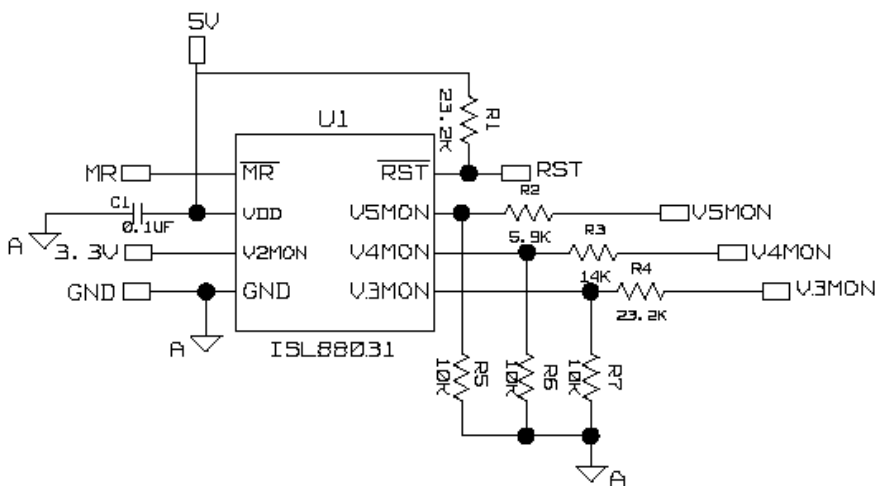 5V
U1
23.2K
R1
MR
MR
RST
RST
C1
0.1UF
VDD
V5MON
R2
5.9K
V5MON
A
3.3V
V2MON
V4MON
R3
14K
V4MON
GND
GND
V3MON
R4
23.2K
V3MON
A
ISL88031
10K
R5
10K
R6
10K
R7
A